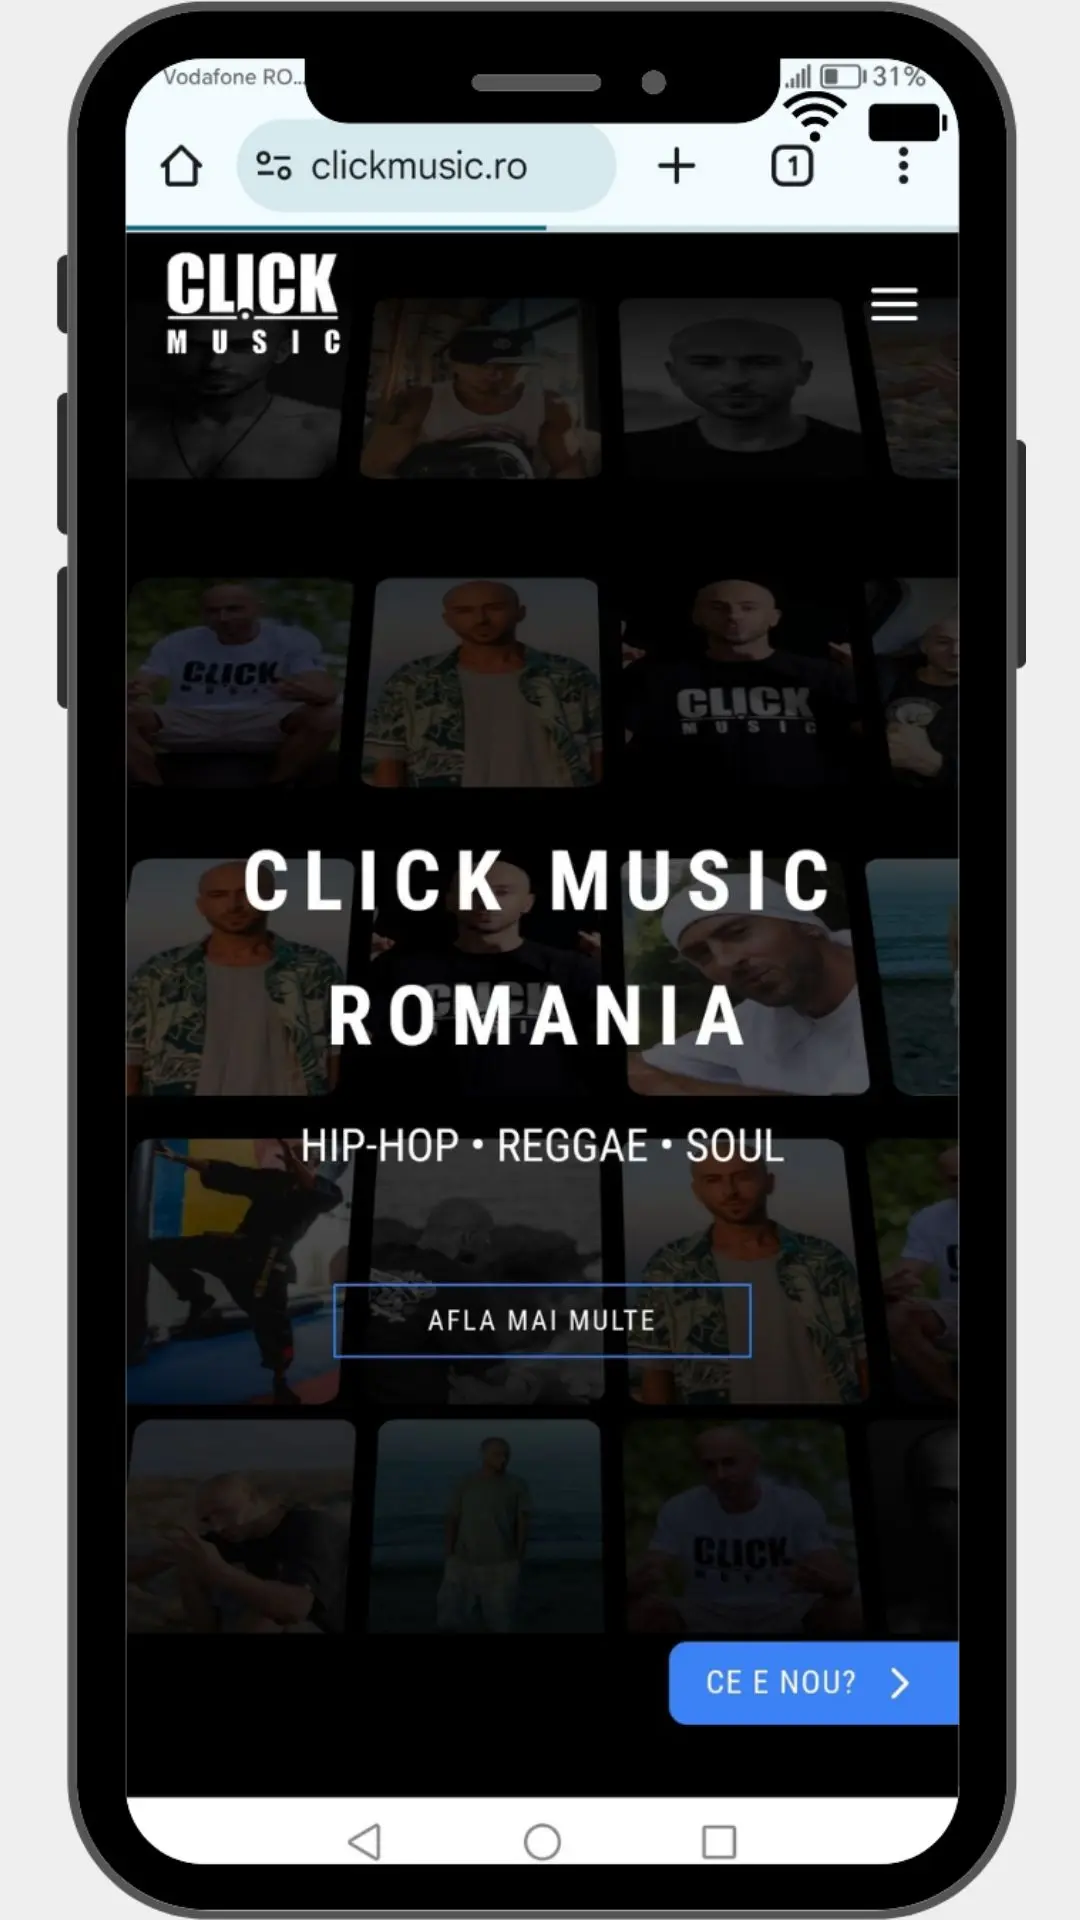 Vodafone RO...
31%
clickmusic.ro
1
CLICK
MUSIC
CLICK
CLICK
MUSIC
CLICK MUSIC
ROMANIA
HIP-HOP • REGGAE • SOUL
AFLA MAI MULTE
CLICK
CE E NOU?